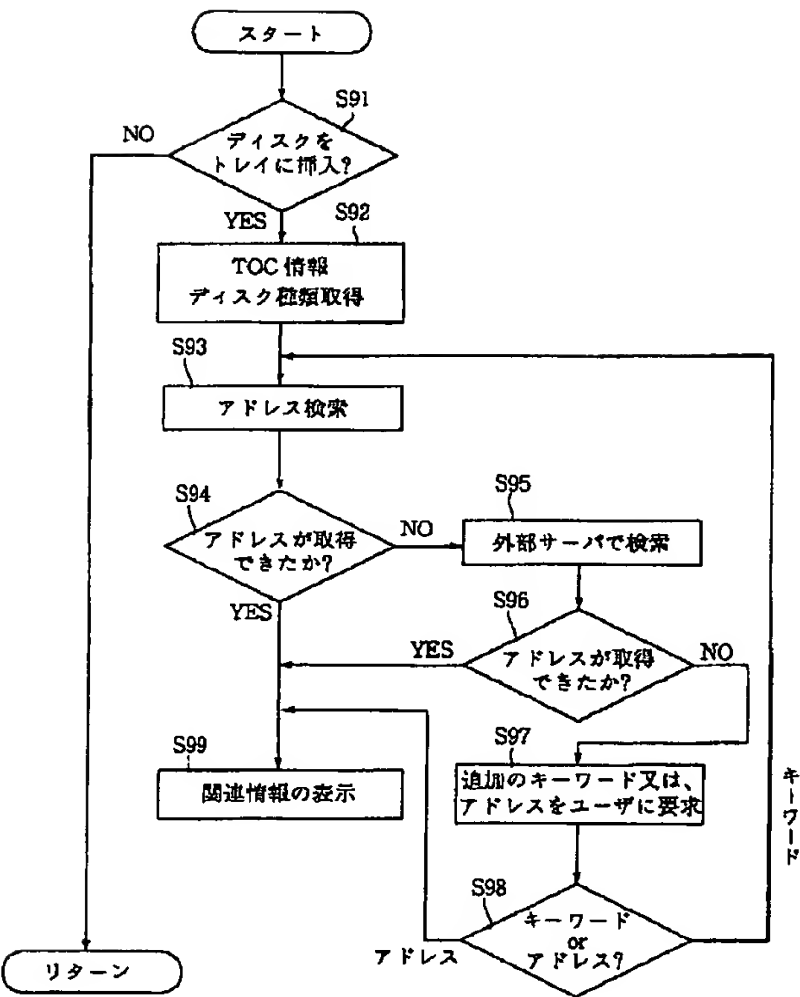 スタート
S91
NO
ディスクを
トレイに挿入?
YES
S92
TOC情報
ディスク種類取得
S93
アドレス検索
S94
アドレスが取得
できたか?
NO
S95
外部サーバで検索
YES
S96
アドレスが取得
できたか?
YES
NO
S97
追加のキーワード又は、
アドレスをユーザに要求
S99
関連情報の表示
キーワード
S98
キーワード
or
アドレス?
アドレス
リターン